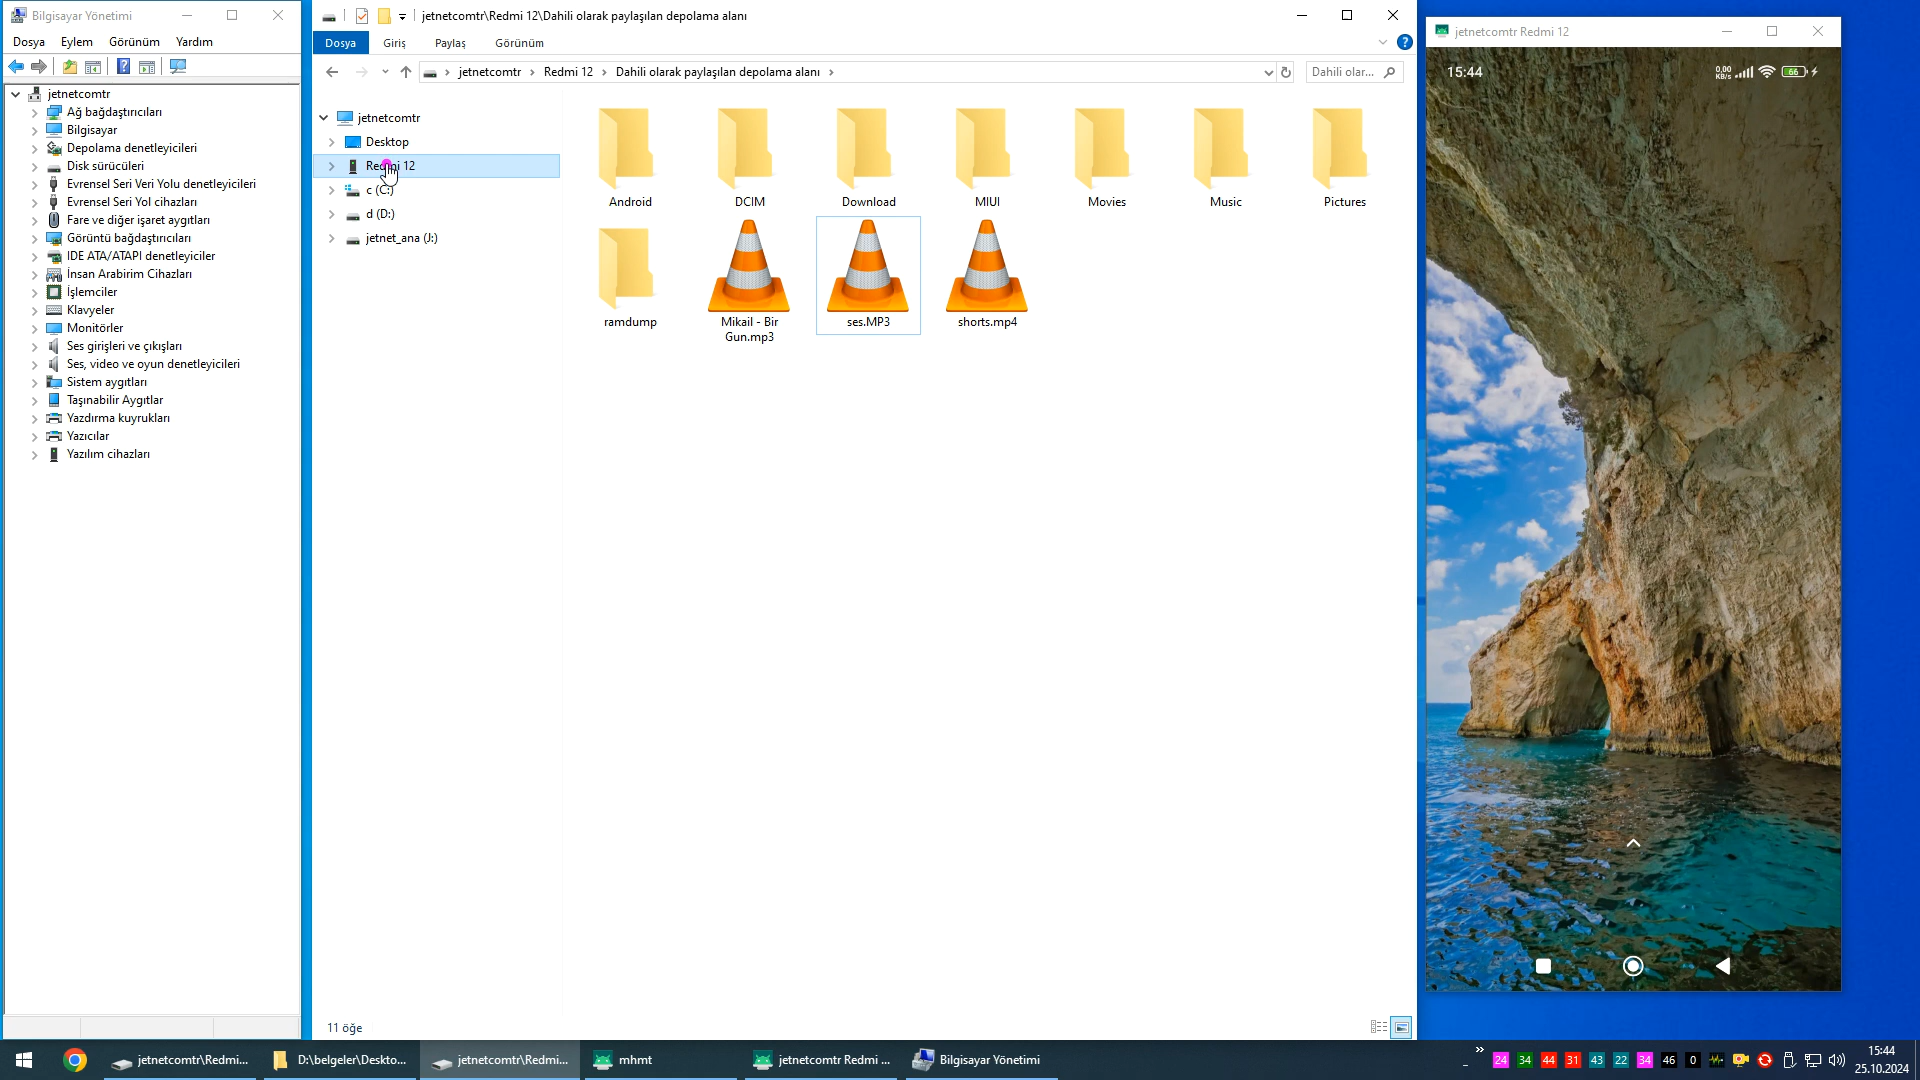 Bilgisayar Yönetimi
Dosya Eylem Görünüm Yardım
jetnetcomtr
Ağ bağdaştırıcıları
Bilgisayar
Depolama denetleyicileri
Disk sürücüleri
Evrensel Seri Veri Yolu denetleyicileri
Evrensel Seri Yol cihazları
Fare ve diğer işaret aygıtları
Görüntü bağdaştırıcıları
IDE ATA/ATAPI denetleyiciler
İnsan Arabirim Cihazları
İşlemciler
Klavyeler
Monitörler
Ses girişleri ve çıkışları
Ses, video ve oyun denetleyicileri
Sistem aygıtları
Taşınabilir Aygıtlar
Yazdırma kuyrukları
Yazıcılar
Yazılım cihazları
jetnetcomtr\Redmi 12\Dahili olarak paylaşılan depolama alanı
Dosya Giriş Paylaş Görünüm
jetnetcomtr › Redmi 12 › Dahili olarak paylaşılan depolama alanı ›
Dahili olar...
jetnetcomtr
Desktop
Redmi 12
c (C:)
d (D:)
jetnet_ana (J:)
Android DCIM Download MIUI Movies Music Pictures
ramdump Mikail - Bir Gun.mp3 ses.MP3 shorts.mp4
11 öğe
jetnetcomtr Redmi 12
15:44
0,00 KB/s
66
jetnetcomtr\Redmi...
D:\belgeler\Deskto...
jetnetcomtr\Redmi...
mhmt
jetnetcomtr Redmi ...
Bilgisayar Yönetimi
24 34 44 31 43 22 34 46 0
15:44
25.10.2024